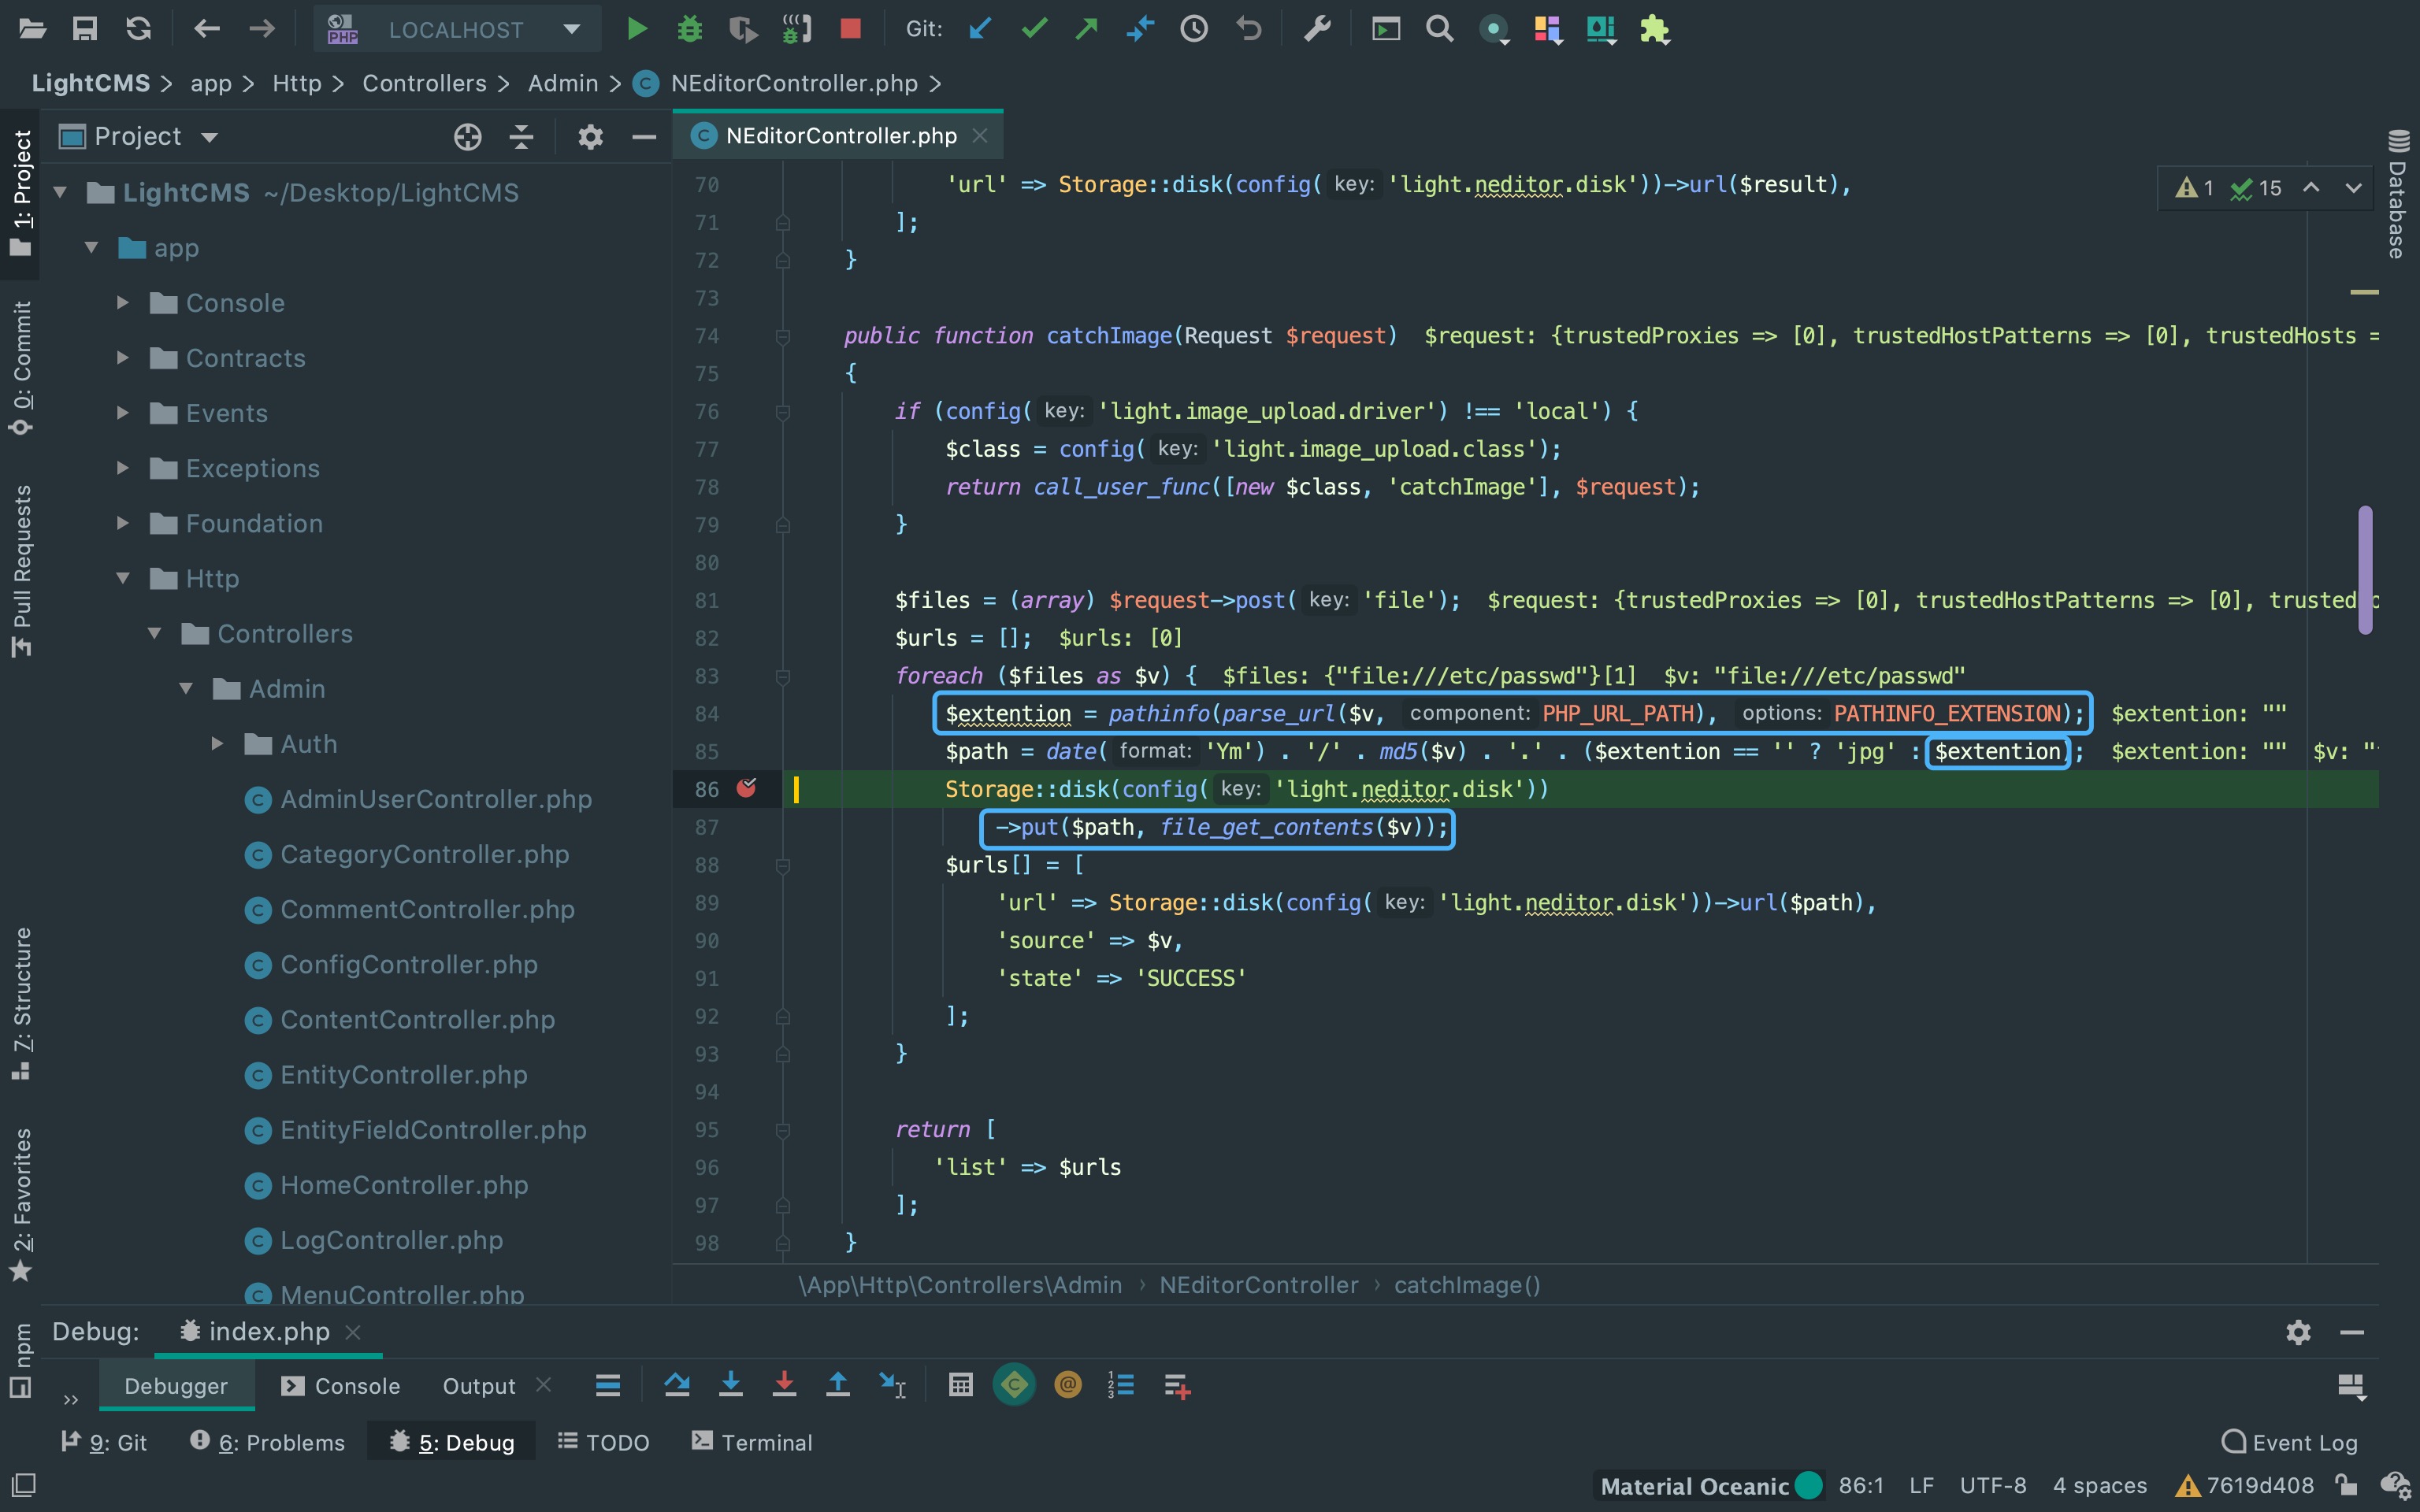 LOCALHOST
Git:
LightCMS > app > Http > Controllers > Admin > C NEditorController.php >
Project
C NEditorController.php
1: Project
0: Commit
Pull Requests
7: Structure
2: Favorites
npm
Database
LightCMS ~/Desktop/LightCMS
app
Console
Contracts
Events
Exceptions
Foundation
Http
Controllers
Admin
Auth
C AdminUserController.php
C CategoryController.php
C CommentController.php
C ConfigController.php
C ContentController.php
C EntityController.php
C EntityFieldController.php
C HomeController.php
C LogController.php
C MenuController.php
1 15
70 'url' => Storage::disk(config( key: 'light.neditor.disk'))->url($result),
71 ];
72 }
73
74 public function catchImage(Request $request) $request: {trustedProxies => [0], trustedHostPatterns => [0], trustedHosts =
75 {
76 if (config( key: 'light.image_upload.driver') !== 'local') {
77 $class = config( key: 'light.image_upload.class');
78 return call_user_func([new $class, 'catchImage'], $request);
79 }
80
81 $files = (array) $request->post( key: 'file'); $request: {trustedProxies => [0], trustedHostPatterns => [0], trusted
82 $urls = []; $urls: [0]
83 foreach ($files as $v) { $files: {"file:///etc/passwd"}[1] $v: "file:///etc/passwd"
84 $extention = pathinfo(parse_url($v, component: PHP_URL_PATH), options: PATHINFO_EXTENSION); $extention: ""
85 $path = date( format: 'Ym') . '/' . md5($v) . '.' . ($extention == '' ? 'jpg' : $extention); $extention: "" $v: "
86 Storage::disk(config( key: 'light.neditor.disk'))
87 ->put($path, file_get_contents($v));
88 $urls[] = [
89 'url' => Storage::disk(config( key: 'light.neditor.disk'))->url($path),
90 'source' => $v,
91 'state' => 'SUCCESS'
92 ];
93 }
94
95 return [
96 'list' => $urls
97 ];
98 }
\App\Http\Controllers\Admin › NEditorController › catchImage()
Debug: index.php
Debugger Console Output
9: Git 6: Problems 5: Debug TODO Terminal Event Log
Material Oceanic 86:1 LF UTF-8 4 spaces 7619d408